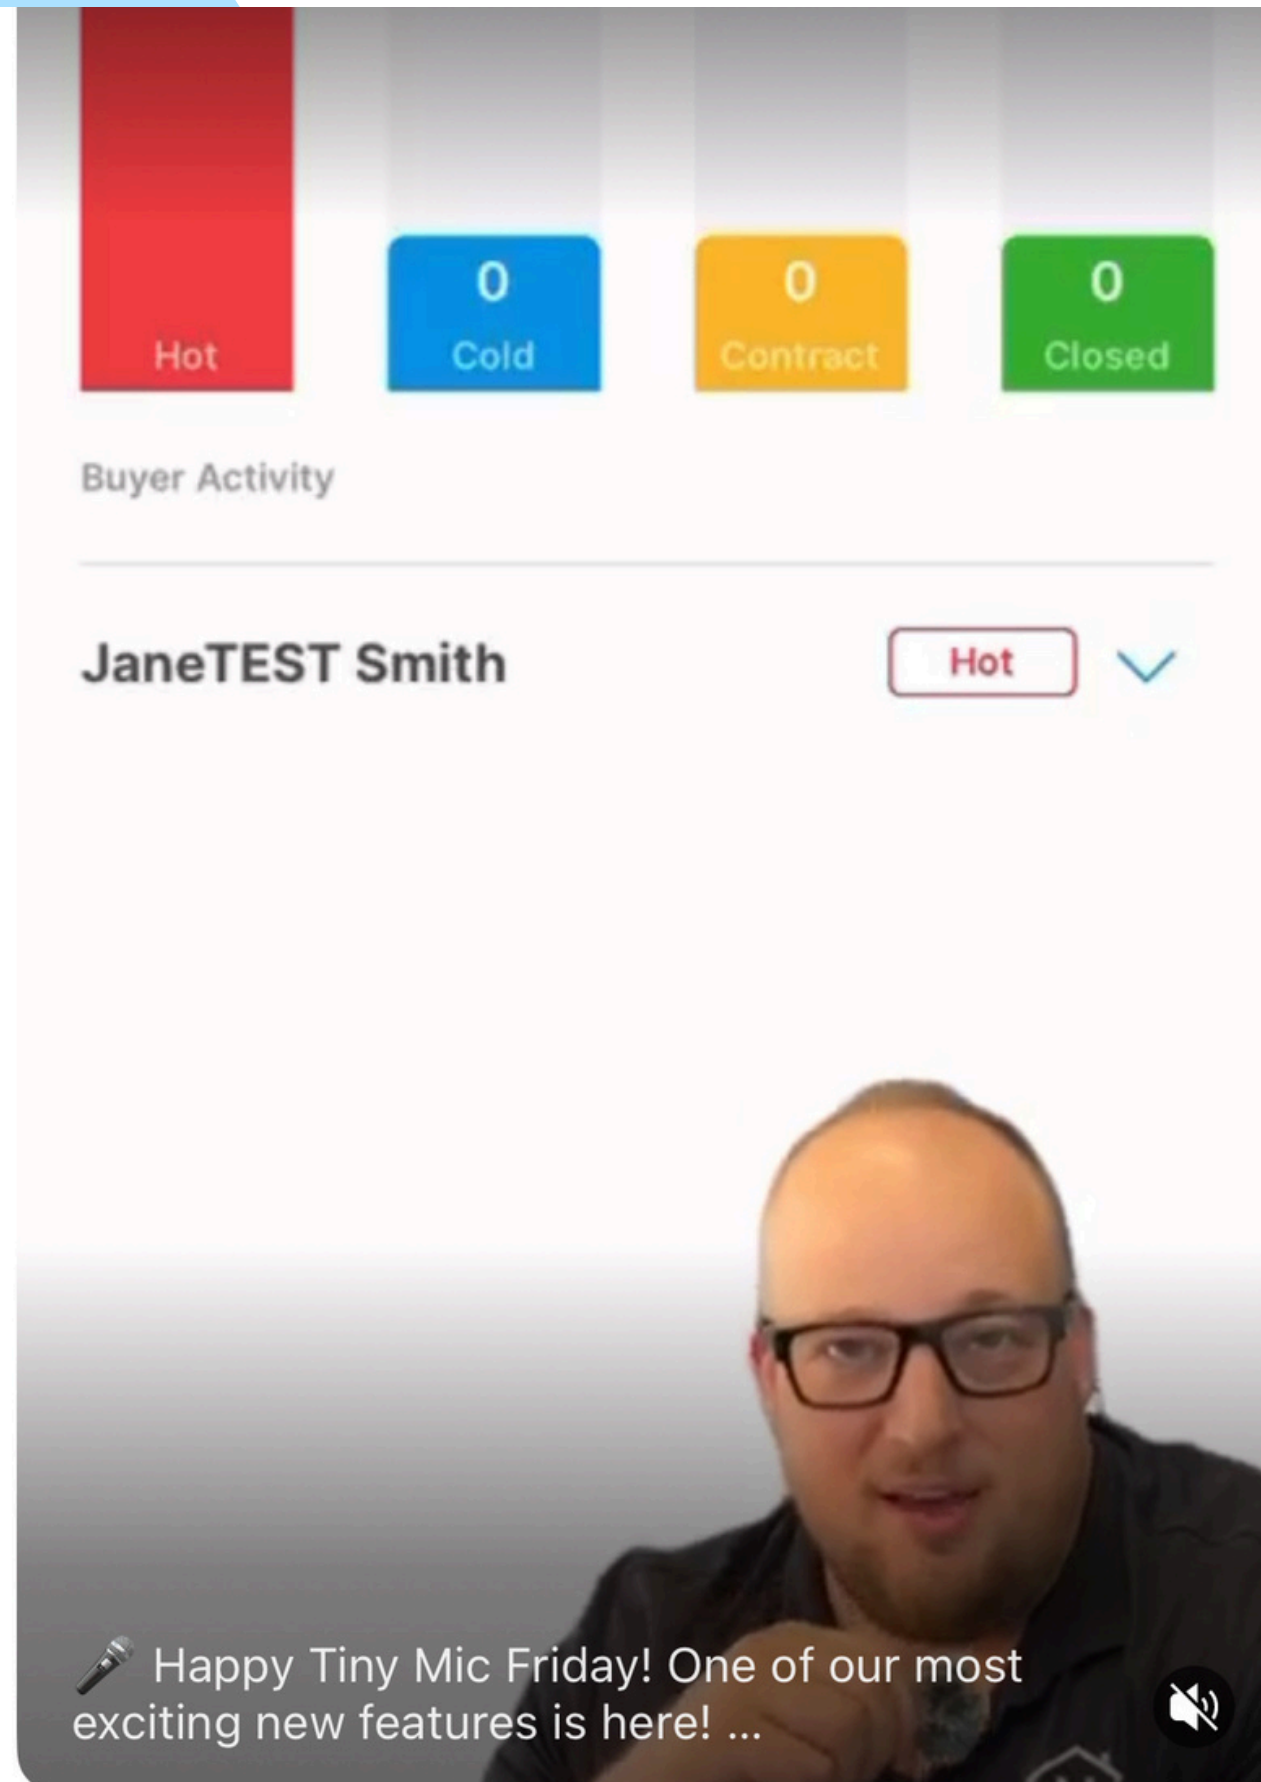 Hot
0
Cold
0
Contract
0
Closed
Buyer Activity
JaneTEST Smith
Hot
🎤 Happy Tiny Mic Friday! One of our most
exciting new features is here! ...